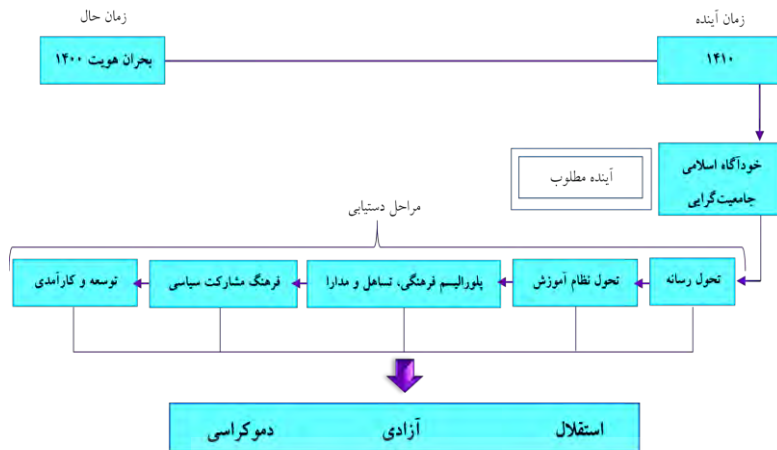 زمان آینده
زمان حال
۱۴۱۰
بحران هویت ۱۴۰۰
خودآگاه اسلامی
جامعیت‌گرایی
آینده مطلوب
مراحل دستیابی
تحول رسانه
تحول نظام آموزش
پلورالیسم فرهنگی، تساهل و مدارا
فرهنگ مشارکت سیاسی
توسعه و کارآمدی
استقلال
آزادی
دموکراسی